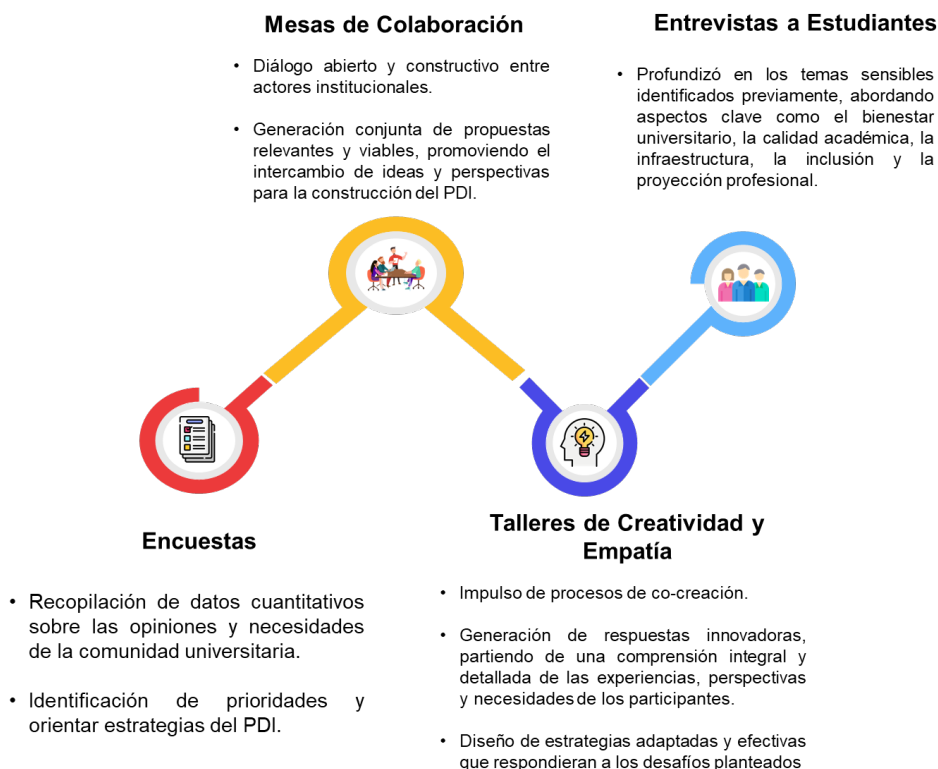 Mesas de Colaboración
• Diálogo abierto y constructivo entre
actores institucionales.
• Generación conjunta de propuestas
relevantes y viables, promoviendo el
intercambio de ideas y perspectivas
para la construcción del PDI.
Entrevistas a Estudiantes
• Profundizó en los temas sensibles
identificados previamente, abordando
aspectos clave como el bienestar
universitario, la calidad académica, la
infraestructura, la inclusión y la
proyección profesional.
Encuestas
• Recopilación de datos cuantitativos
sobre las opiniones y necesidades
de la comunidad universitaria.
• Identificación de prioridades y
orientar estrategias del PDI.
Talleres de Creatividad y
Empatía
• Impulso de procesos de co-creación.
• Generación de respuestas innovadoras,
partiendo de una comprensión integral y
detallada de las experiencias, perspectivas
y necesidades de los participantes.
• Diseño de estrategias adaptadas y efectivas
que respondieran a los desafíos planteados